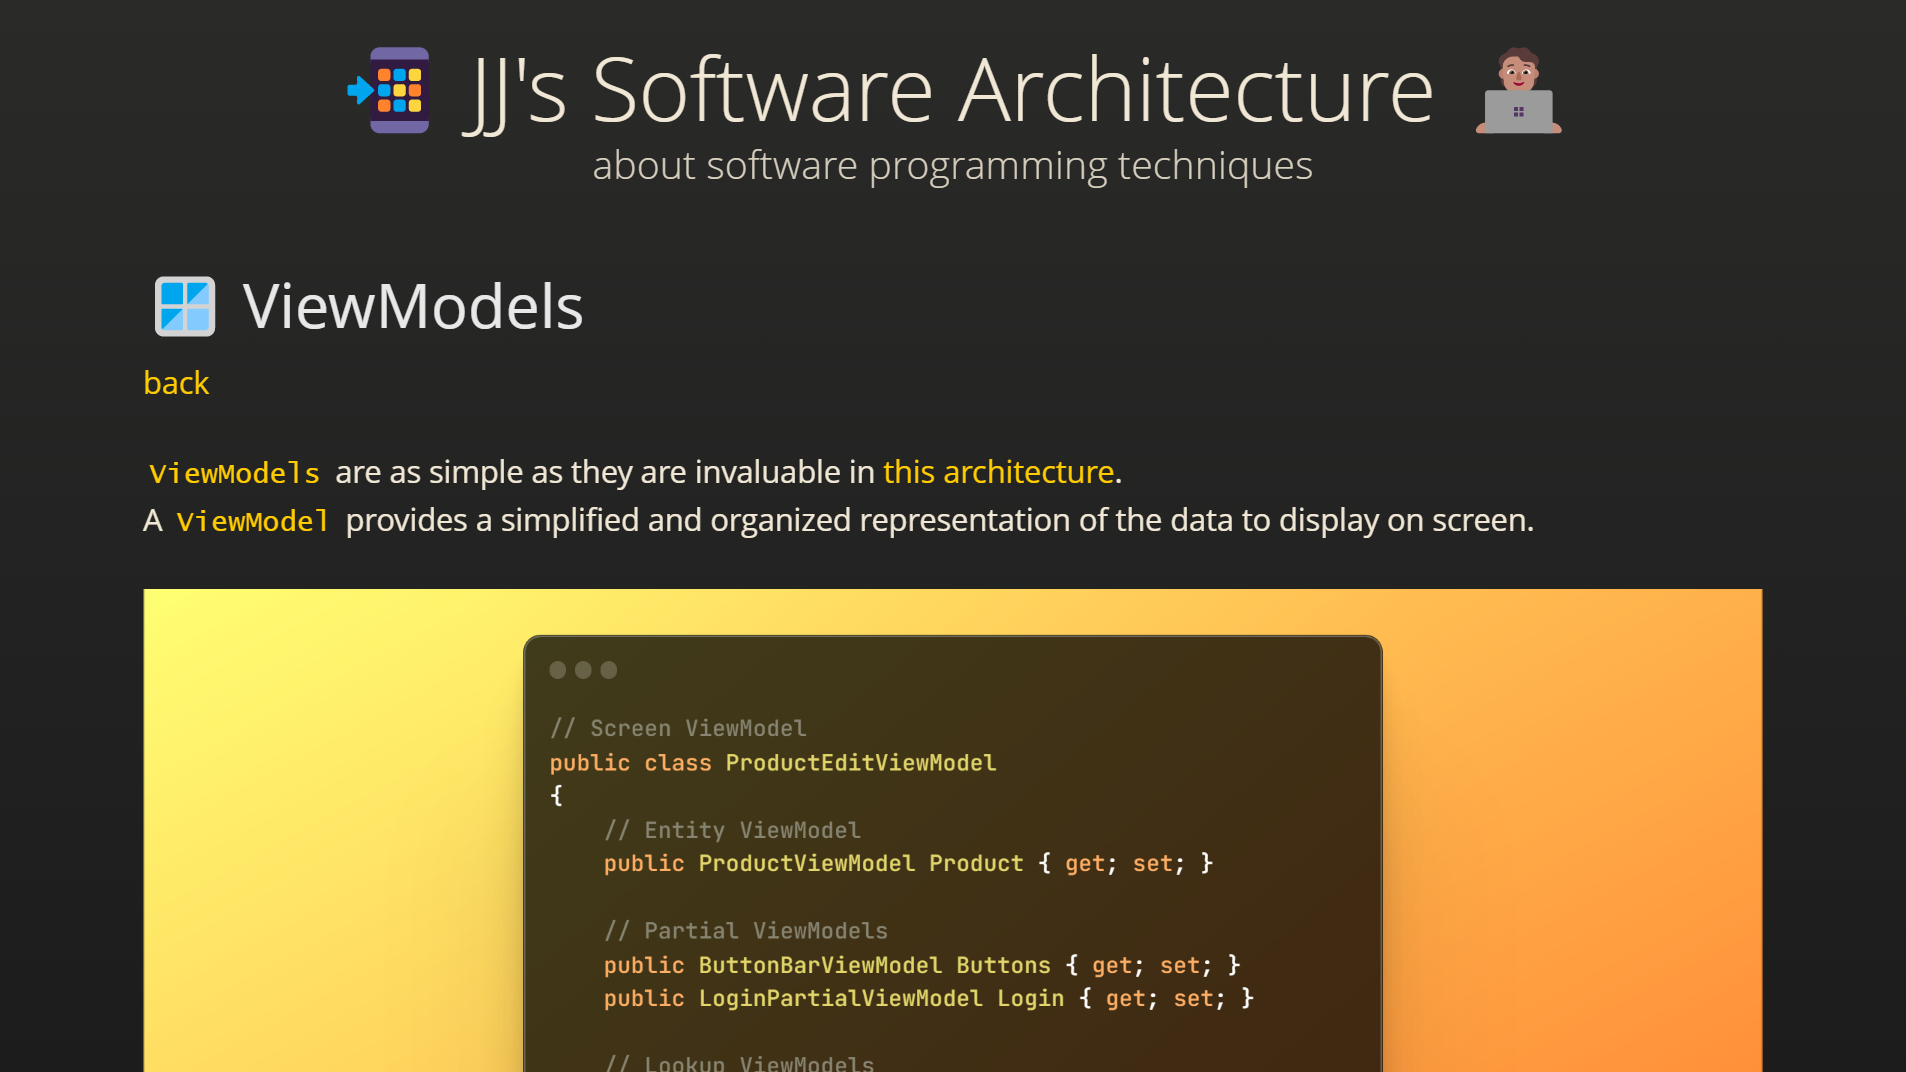 JJ's Software Architecture
about software programming techniques
ViewModels
back
ViewModels are as simple as they are invaluable in this architecture.
A ViewModel provides a simplified and organized representation of the data to display on screen.
// Screen ViewModel
public class ProductEditViewModel
{
// Entity ViewModel
public ProductViewModel Product { get; set; }
// Partial ViewModels
public ButtonBarViewModel Buttons { get; set; }
public LoginPartialViewModel Login { get; set; }
// Lookup ViewModels